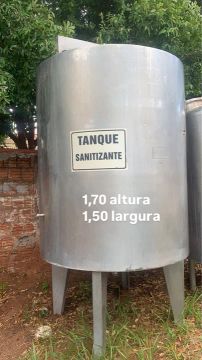 TANQUE
SANITIZANTE
1,70 altura
1,50 largura